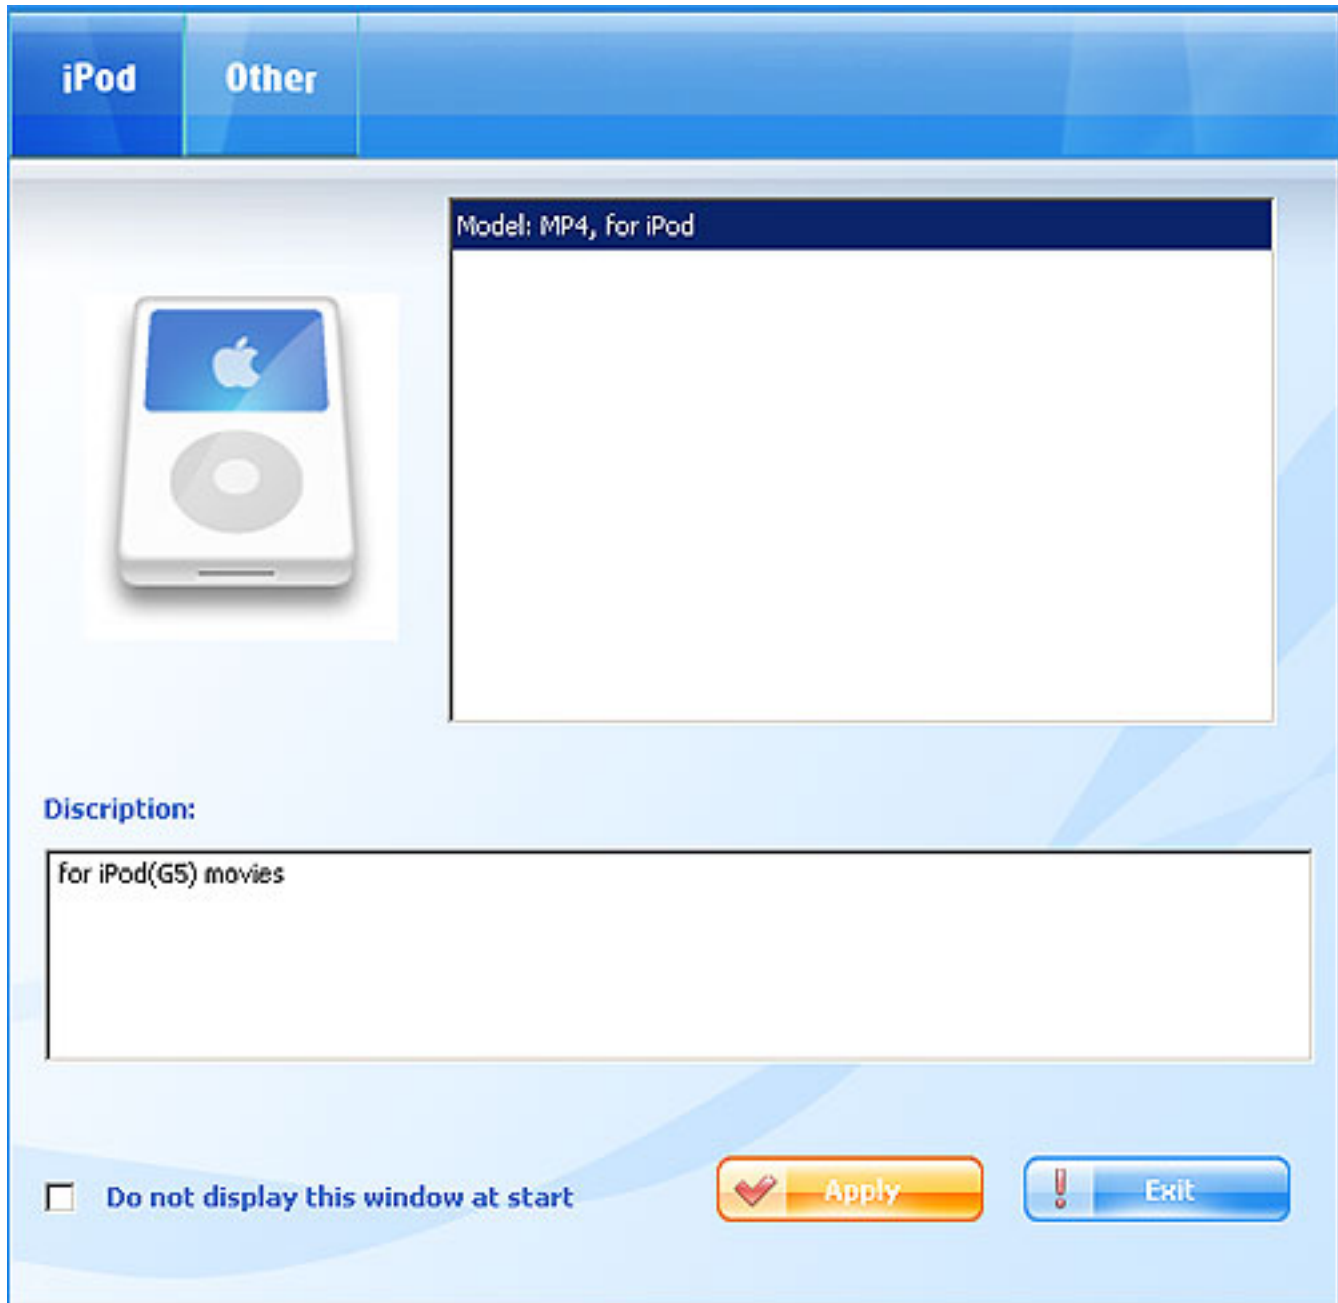 iPod
Other
Model: MP4, for iPod
Discription:
for iPod(G5) movies
Do not display this window at start
Apply
Exit